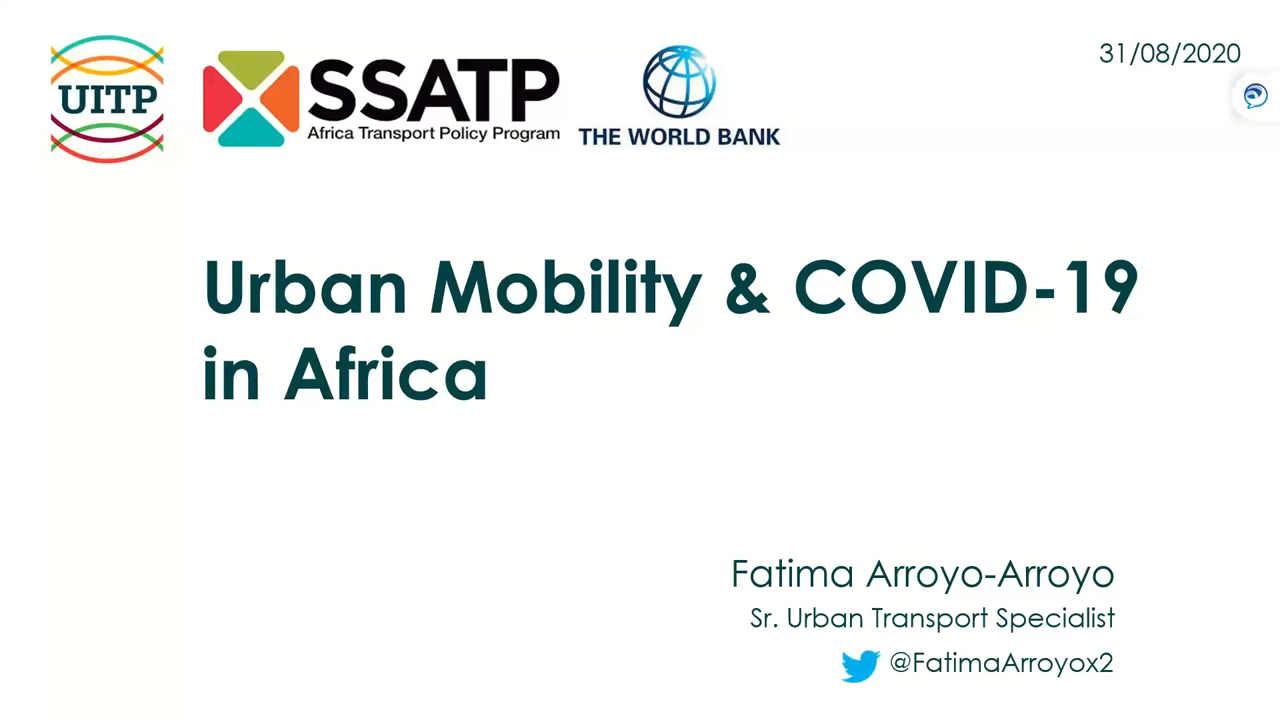 UITP
SSATP
Africa Transport Policy Program
THE WORLD BANK
31/08/2020
Urban Mobility & COVID-19
in Africa
Fatima Arroyo-Arroyo
Sr. Urban Transport Specialist
@FatimaArroyox2